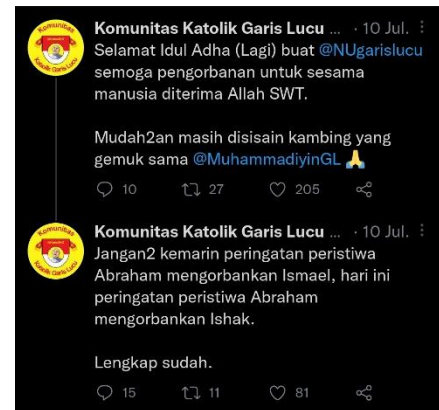 Komunitas Katolik Garis Lucu ... · 10 Jul.
Selamat Idul Adha (Lagi) buat @NUgarislucu
semoga pengorbanan untuk sesama
manusia diterima Allah SWT.
Mudah2an masih disisain kambing yang
gemuk sama @MuhammadiyinGL 🙏
10 27 205
Komunitas Katolik Garis Lucu ... · 10 Jul.
Jangan2 kemarin peringatan peristiwa
Abraham mengorbankan Ismael, hari ini
peringatan peristiwa Abraham
mengorbankan Ishak.
Lengkap sudah.
15 11 81